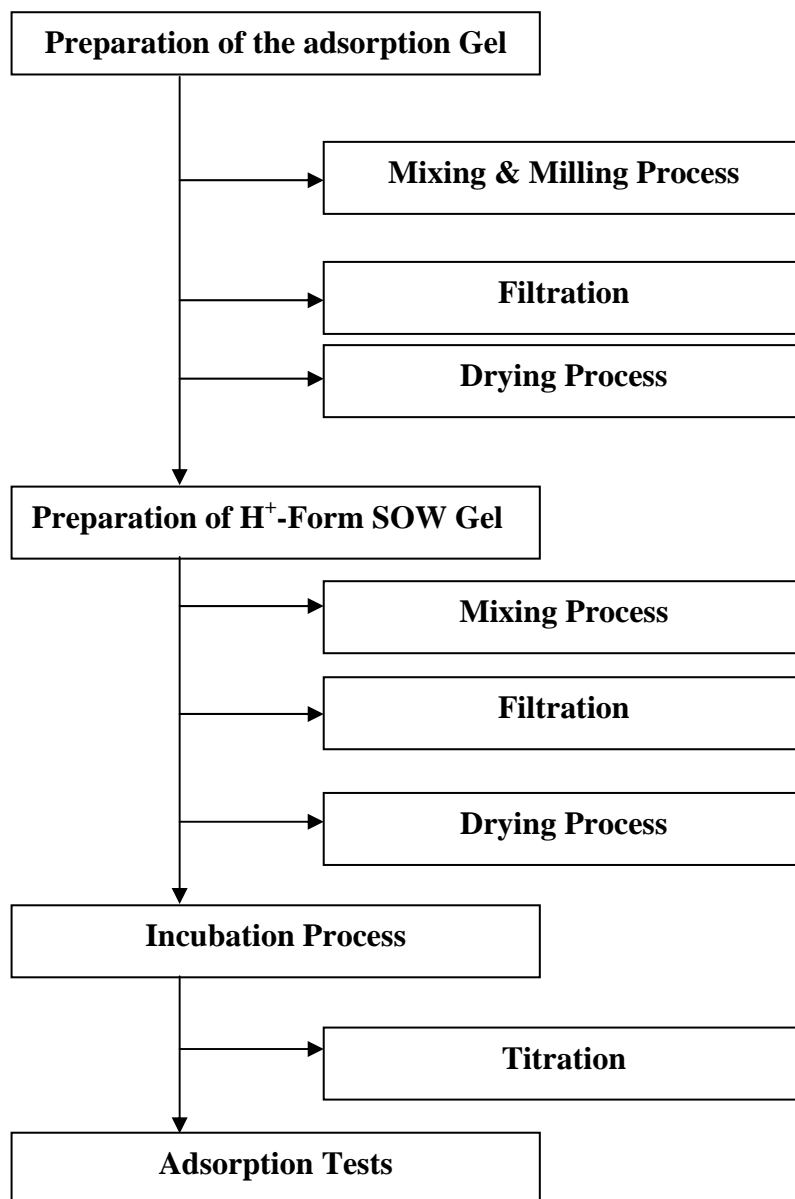 Preparation of the adsorption Gel
Mixing & Milling Process
Filtration
Drying Process
Preparation of H⁺-Form SOW Gel
Mixing Process
Filtration
Drying Process
Incubation Process
Titration
Adsorption Tests